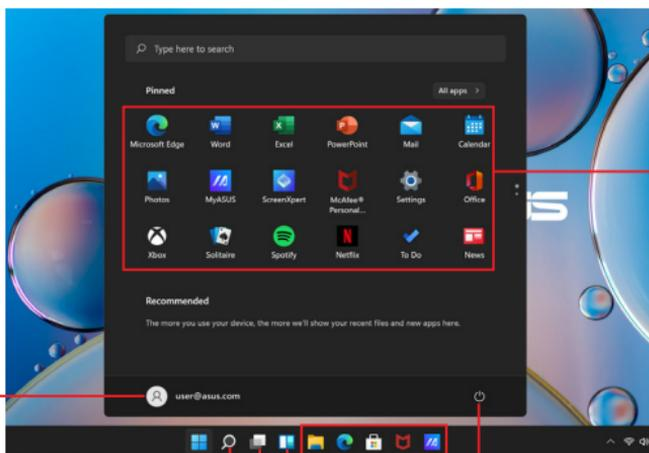 Type here to search
Pinned
All apps >
Microsoft Edge Word Excel PowerPoint Mail Calendar
Photos MyASUS ScreenXpert McAfee® Personal... Settings Office
Xbox Solitaire Spotify Netflix To Do News
Recommended
The more you use your device, the more we'll show your recent files and new apps here.
user@asus.com